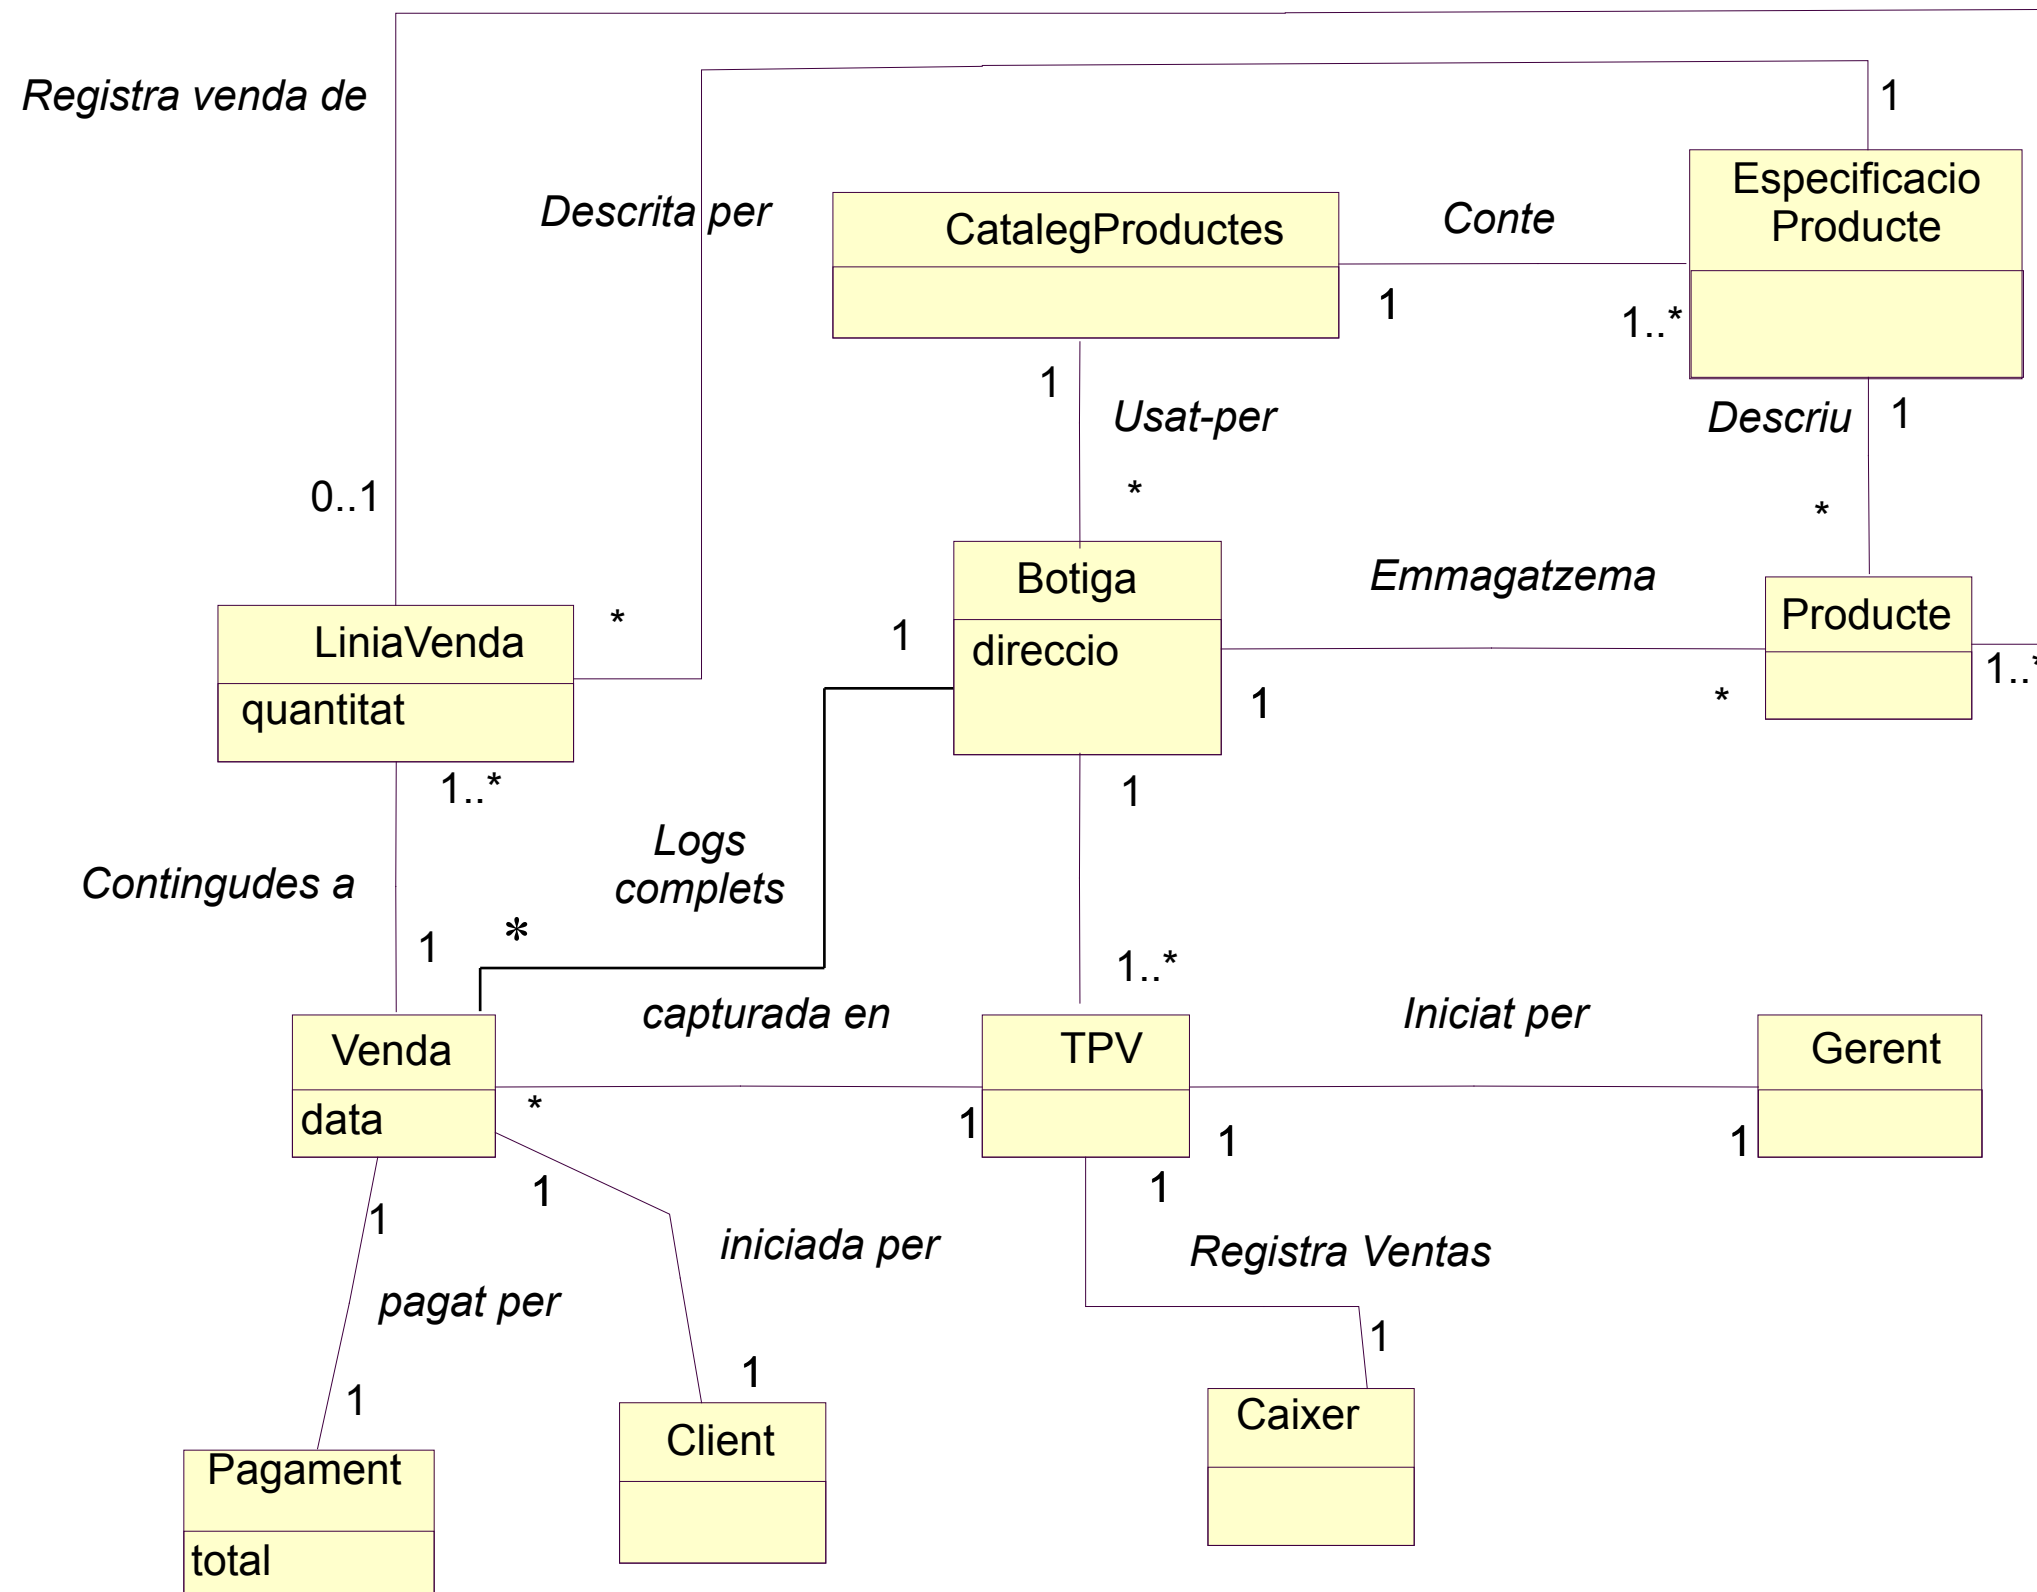 Registra venda de
1
Especificacio
Producte
Descrita per
CatalegProductes
Conte
1
1..*
1
Usat-per
Descriu
1
0..1
*
*
Botiga
Emmagatzema
Producte
LiniaVenda
*
1
direccio
1..*
quantitat
1
*
1..*
1
Logs
complets
Contingudes a
1
*
1..*
capturada en
Iniciat per
Venda
TPV
Gerent
data
*
1
1
1
1
1
1
iniciada per
Registra Ventas
pagat per
1
1
1
Caixer
Client
Pagament
total